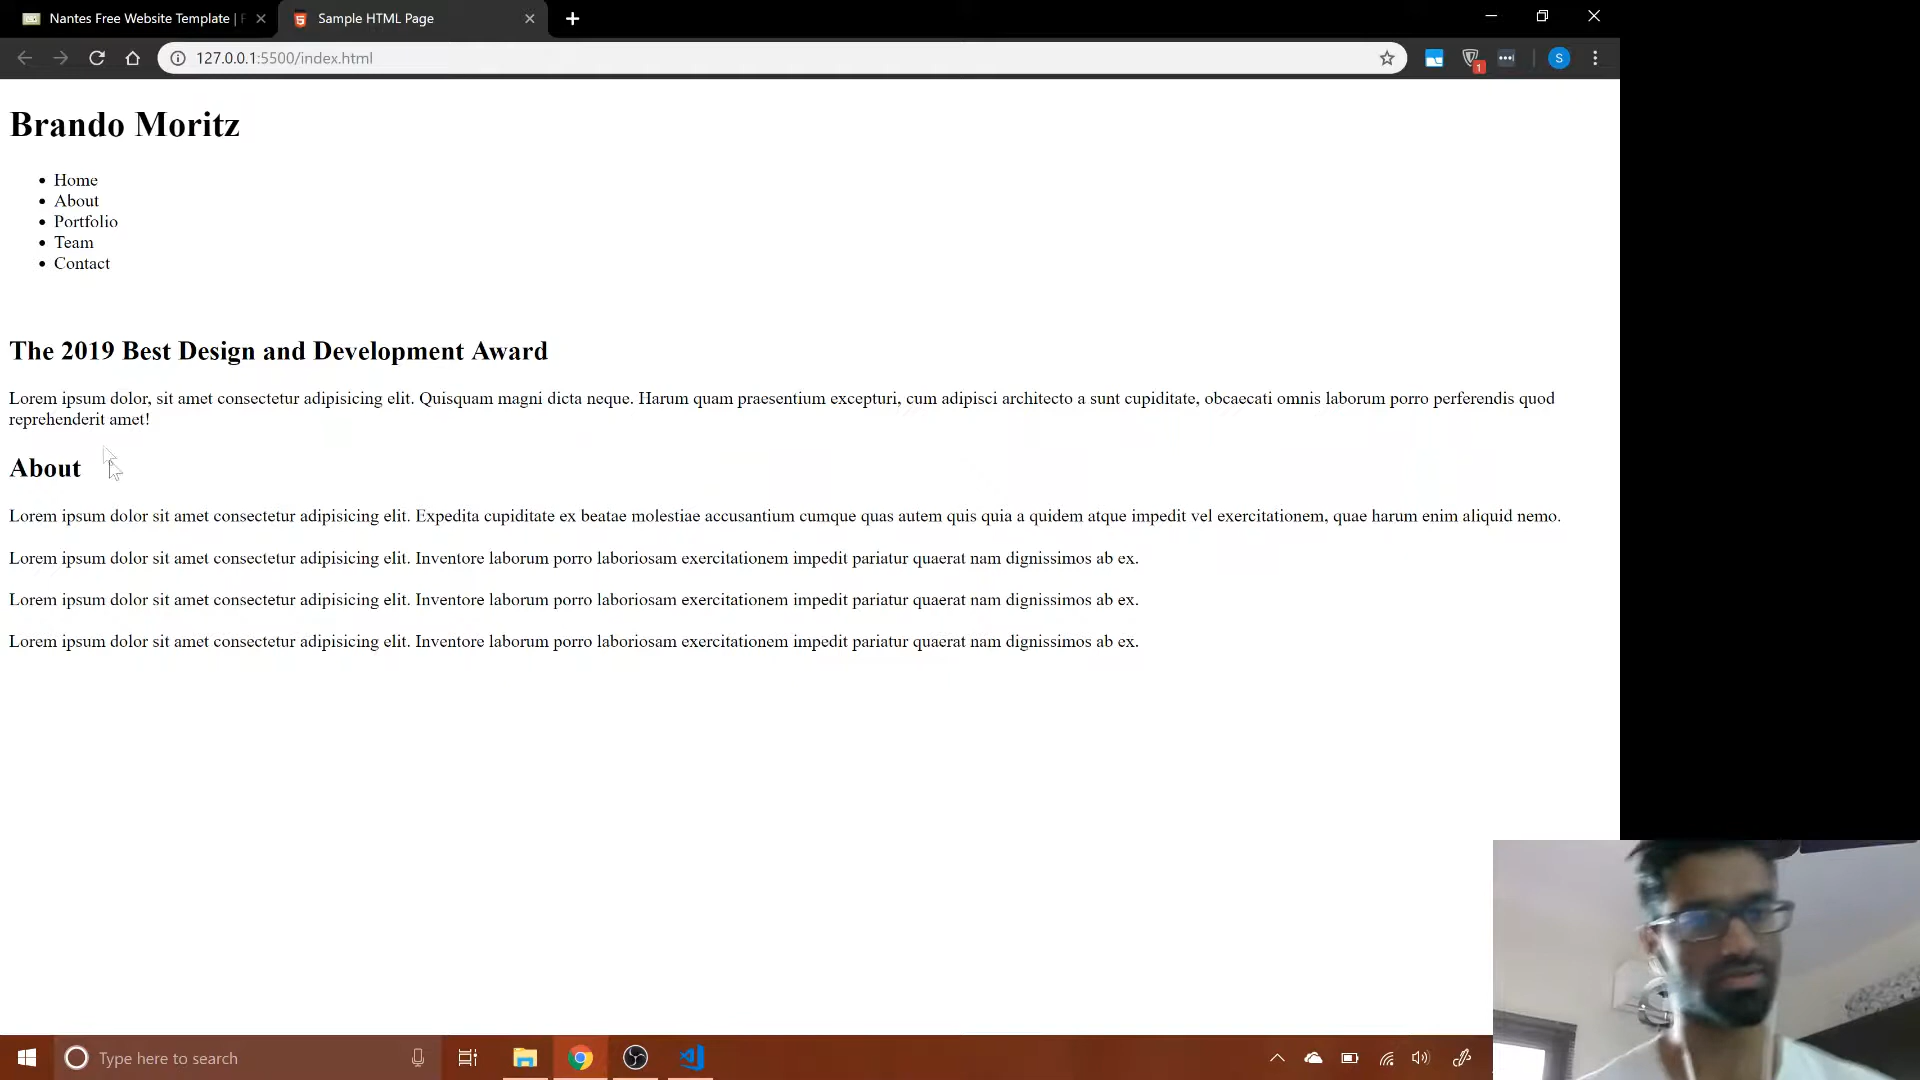 Nantes Free Website Template | F
Sample HTML Page
127.0.0.1:5500/index.html
1
S
Brando Moritz
Home
About
Portfolio
Team
Contact
The 2019 Best Design and Development Award
Lorem ipsum dolor, sit amet consectetur adipisicing elit. Quisquam magni dicta neque. Harum quam praesentium excepturi, cum adipisci architecto a sunt cupiditate, obcaecati omnis laborum porro perferendis quod
reprehenderit amet!
About
Lorem ipsum dolor sit amet consectetur adipisicing elit. Expedita cupiditate ex beatae molestiae accusantium cumque quas autem quis quia a quidem atque impedit vel exercitationem, quae harum enim aliquid nemo.
Lorem ipsum dolor sit amet consectetur adipisicing elit. Inventore laborum porro laboriosam exercitationem impedit pariatur quaerat nam dignissimos ab ex.
Lorem ipsum dolor sit amet consectetur adipisicing elit. Inventore laborum porro laboriosam exercitationem impedit pariatur quaerat nam dignissimos ab ex.
Lorem ipsum dolor sit amet consectetur adipisicing elit. Inventore laborum porro laboriosam exercitationem impedit pariatur quaerat nam dignissimos ab ex.
Type here to search